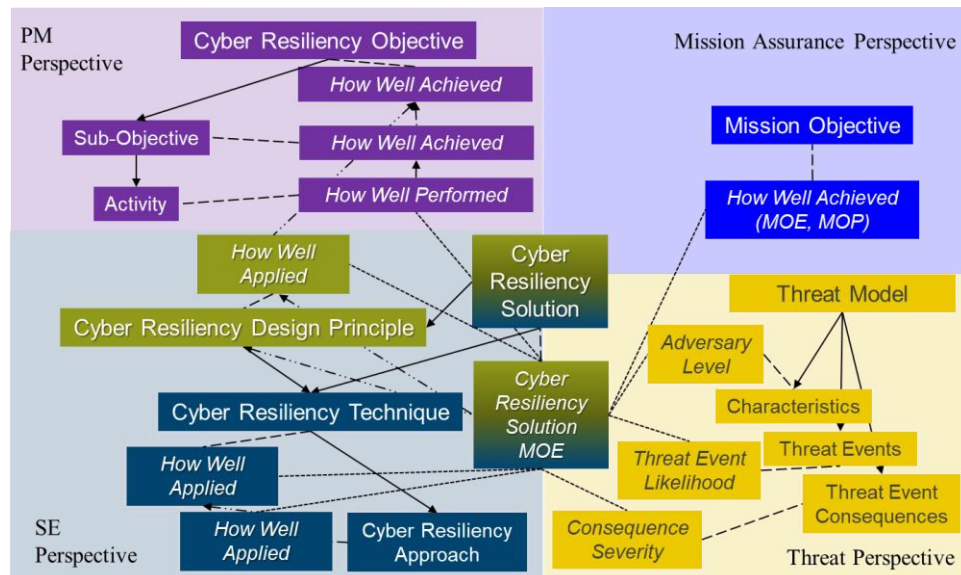 PM
Perspective
Cyber Resiliency Objective
How Well Achieved
Sub-Objective
How Well Achieved
Activity
How Well Performed
Mission Assurance Perspective
Mission Objective
How Well Achieved
(MOE, MOP)
How Well
Applied
Cyber
Resiliency
Solution
Cyber Resiliency Design Principle
Cyber Resiliency Technique
Cyber
Resiliency
Solution
MOE
How Well
Applied
How Well
Applied
Cyber Resiliency
Approach
SE
Perspective
Threat Model
Adversary
Level
Characteristics
Threat Events
Threat Event
Likelihood
Threat Event
Consequences
Consequence
Severity
Threat Perspective